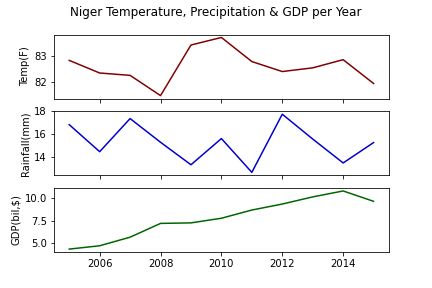 Niger Temperature, Precipitation & GDP per Year
Temp(F)
83
82
Rainfall(mm)
18
16
14
GDP(bil,$)
10.0
7.5
5.0
2006 2008 2010 2012 2014